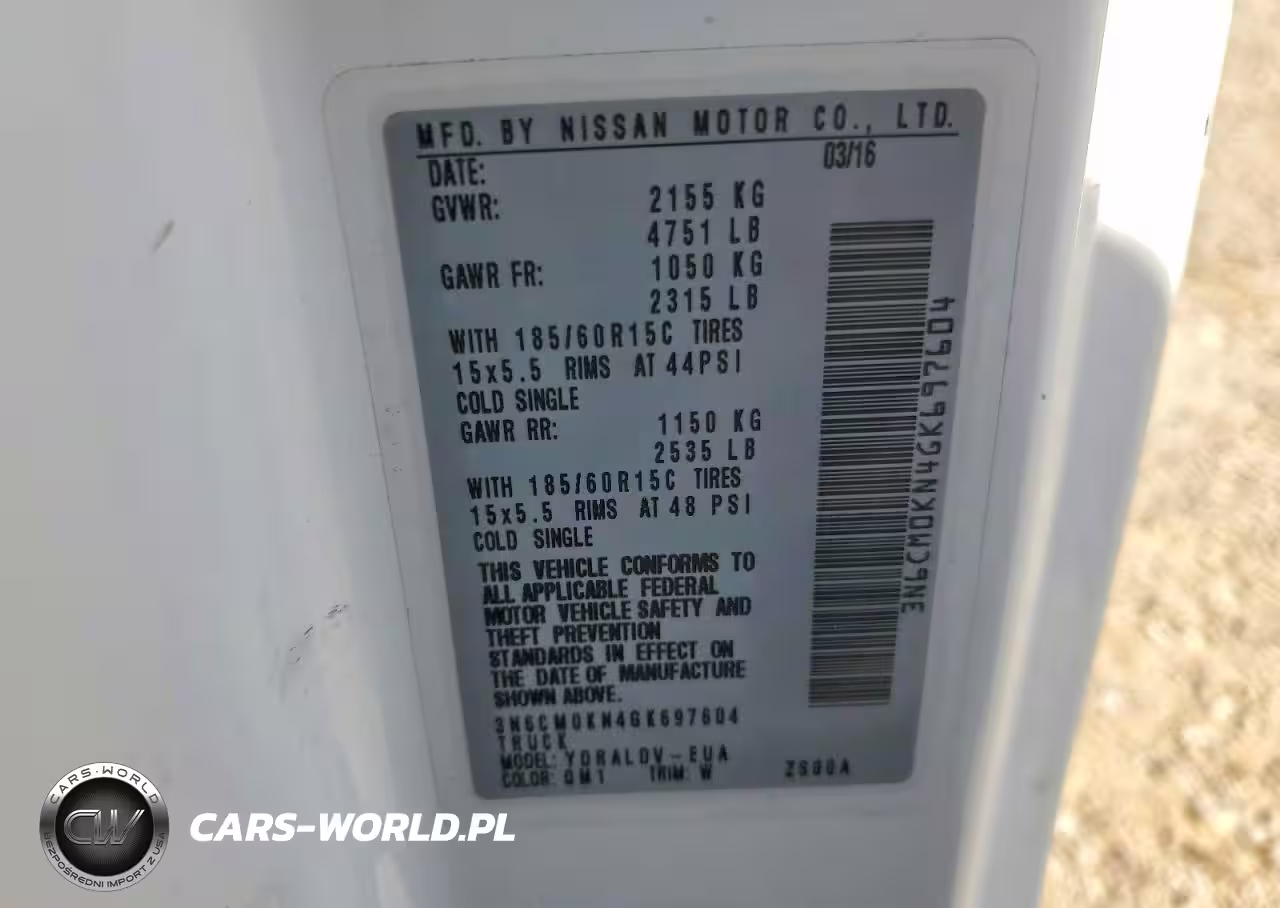 MFD. BY NISSAN MOTOR CO., LTD.
DATE: 03/16
GVWR: 2155 KG
4751 LB
GAWR FR: 1050 KG
2315 LB
WITH 185/60R15C TIRES
15x5.5 RIMS AT 44PSI
COLD SINGLE
GAWR RR: 1150 KG
2535 LB
WITH 185/60R15C TIRES
15x5.5 RIMS AT 48 PSI
COLD SINGLE
THIS VEHICLE CONFORMS TO
ALL APPLICABLE FEDERAL
MOTOR VEHICLE SAFETY AND
THEFT PREVENTION
STANDARDS IN EFFECT ON
THE DATE OF MANUFACTURE
SHOWN ABOVE.
3N6CM0KN4GK697604
TRUCK
MODEL: YDRALDV-EUA
COLOR: QM1 TRIM: W
3N6CM0KN4GK697604
CARS-WORLD
CW
BEZPOŚREDNI IMPORT Z USA
CARS-WORLD.PL